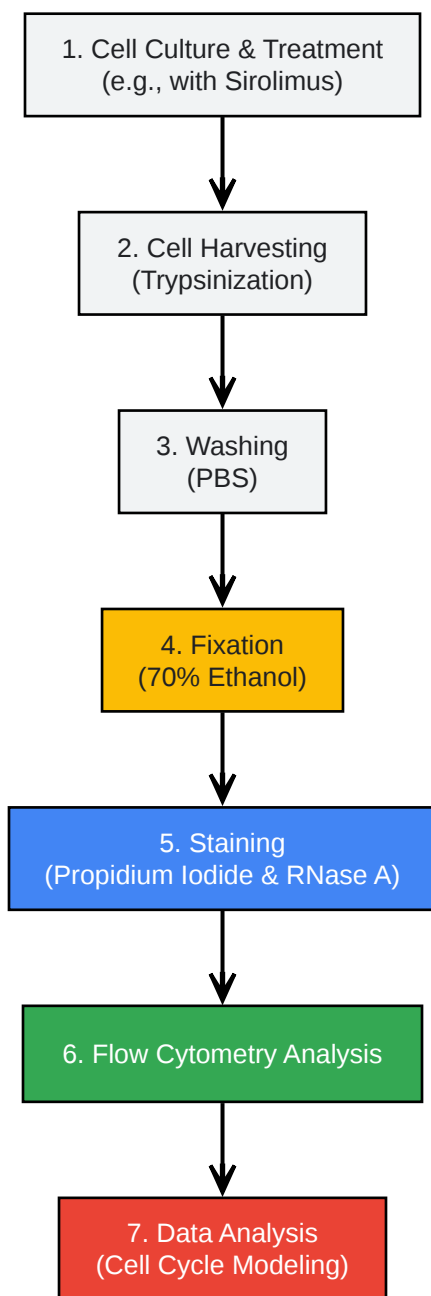 1. Cell Culture & Treatment
(e.g., with Sirolimus)
2. Cell Harvesting
(Trypsinization)
3. Washing
(PBS)
4. Fixation
(70% Ethanol)
5. Staining
(Propidium Iodide & RNase A)
6. Flow Cytometry Analysis
7. Data Analysis
(Cell Cycle Modeling)